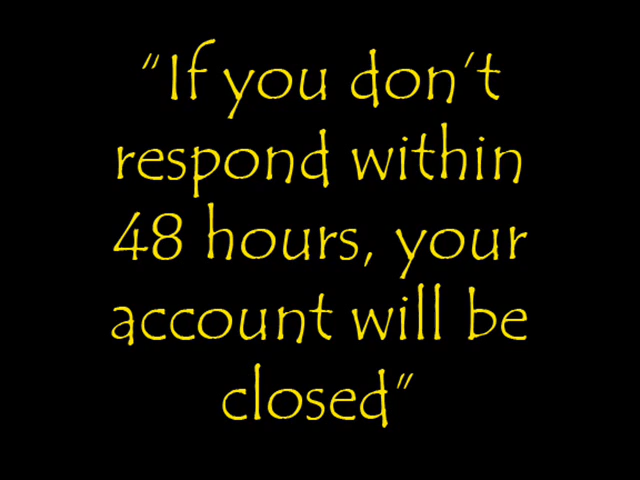 “If you don’t
respond within
48 hours, your
account will be
closed”